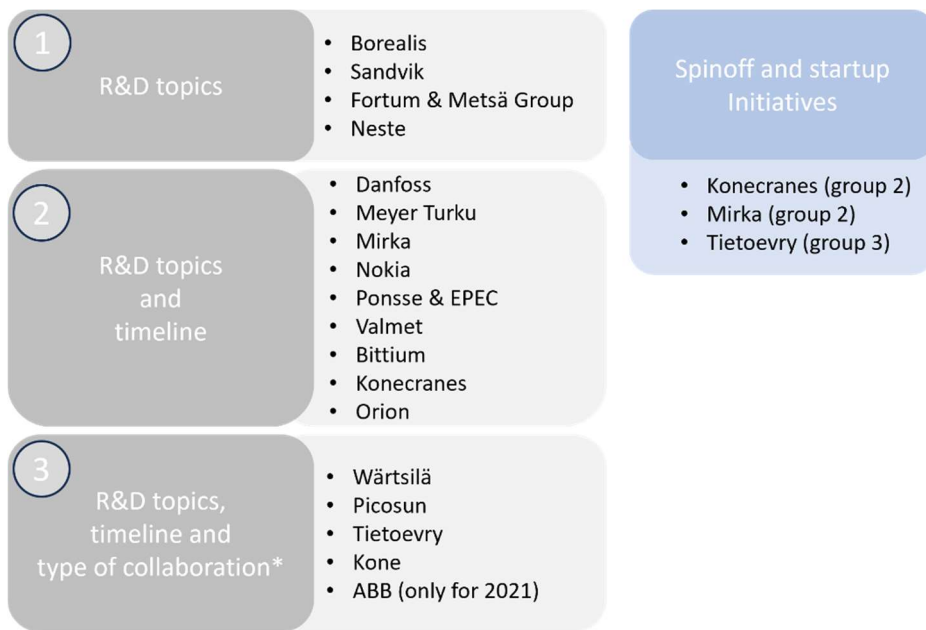 1
R&D topics
• Borealis
• Sandvik
• Fortum & Metsä Group
• Neste
2
R&D topics
and
timeline
• Danfoss
• Meyer Turku
• Mirka
• Nokia
• Ponsse & EPEC
• Valmet
• Bittium
• Konecranes
• Orion
3
R&D topics,
timeline and
type of collaboration*
• Wärtsilä
• Picosun
• Tietoevry
• Kone
• ABB (only for 2021)
Spinoff and startup
Initiatives
• Konecranes (group 2)
• Mirka (group 2)
• Tietoevry (group 3)